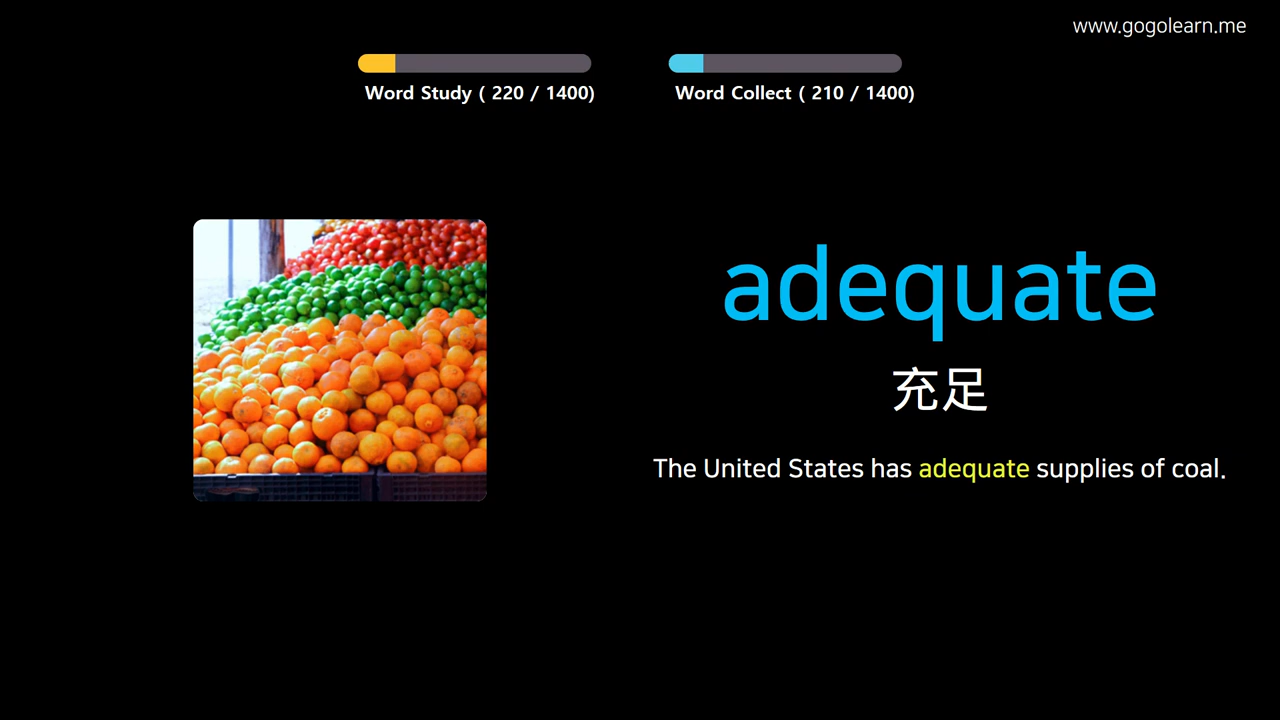 www.gogolearn.me
Word Study ( 220 / 1400)
Word Collect ( 210 / 1400)
adequate
充足
The United States has adequate supplies of coal.